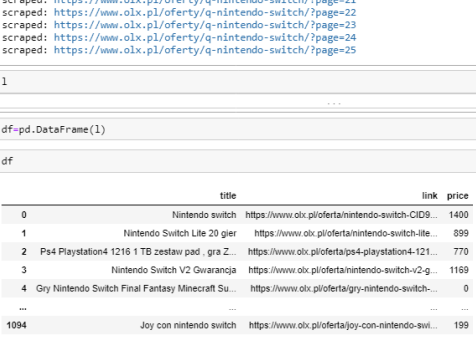 scraped: https://www.olx.pl/oferty/q-nintendo-switch/?page=21
scraped: https://www.olx.pl/oferty/q-nintendo-switch/?page=22
scraped: https://www.olx.pl/oferty/q-nintendo-switch/?page=23
scraped: https://www.olx.pl/oferty/q-nintendo-switch/?page=24
scraped: https://www.olx.pl/oferty/q-nintendo-switch/?page=25
l
...
df=pd.DataFrame(l)
df
title link price
0 Nintendo switch https://www.olx.pl/oferta/nintendo-switch-CID9... 1400
1 Nintendo Switch Lite 20 gier https://www.olx.pl/oferta/nintendo-switch-lite... 899
2 Ps4 Playstation4 1216 1 TB zestaw pad , gra Z... https://www.olx.pl/oferta/ps4-playstation4-121... 770
3 Nintendo Switch V2 Gwarancja https://www.olx.pl/oferta/nintendo-switch-v2-g... 1169
4 Gry Nintendo Switch Final Fantasy Minecraft Su... https://www.olx.pl/oferta/gry-nintendo-switch-... 0
... ... ... ...
1094 Joy con nintendo switch https://www.olx.pl/oferta/joy-con-nintendo-swi... 199